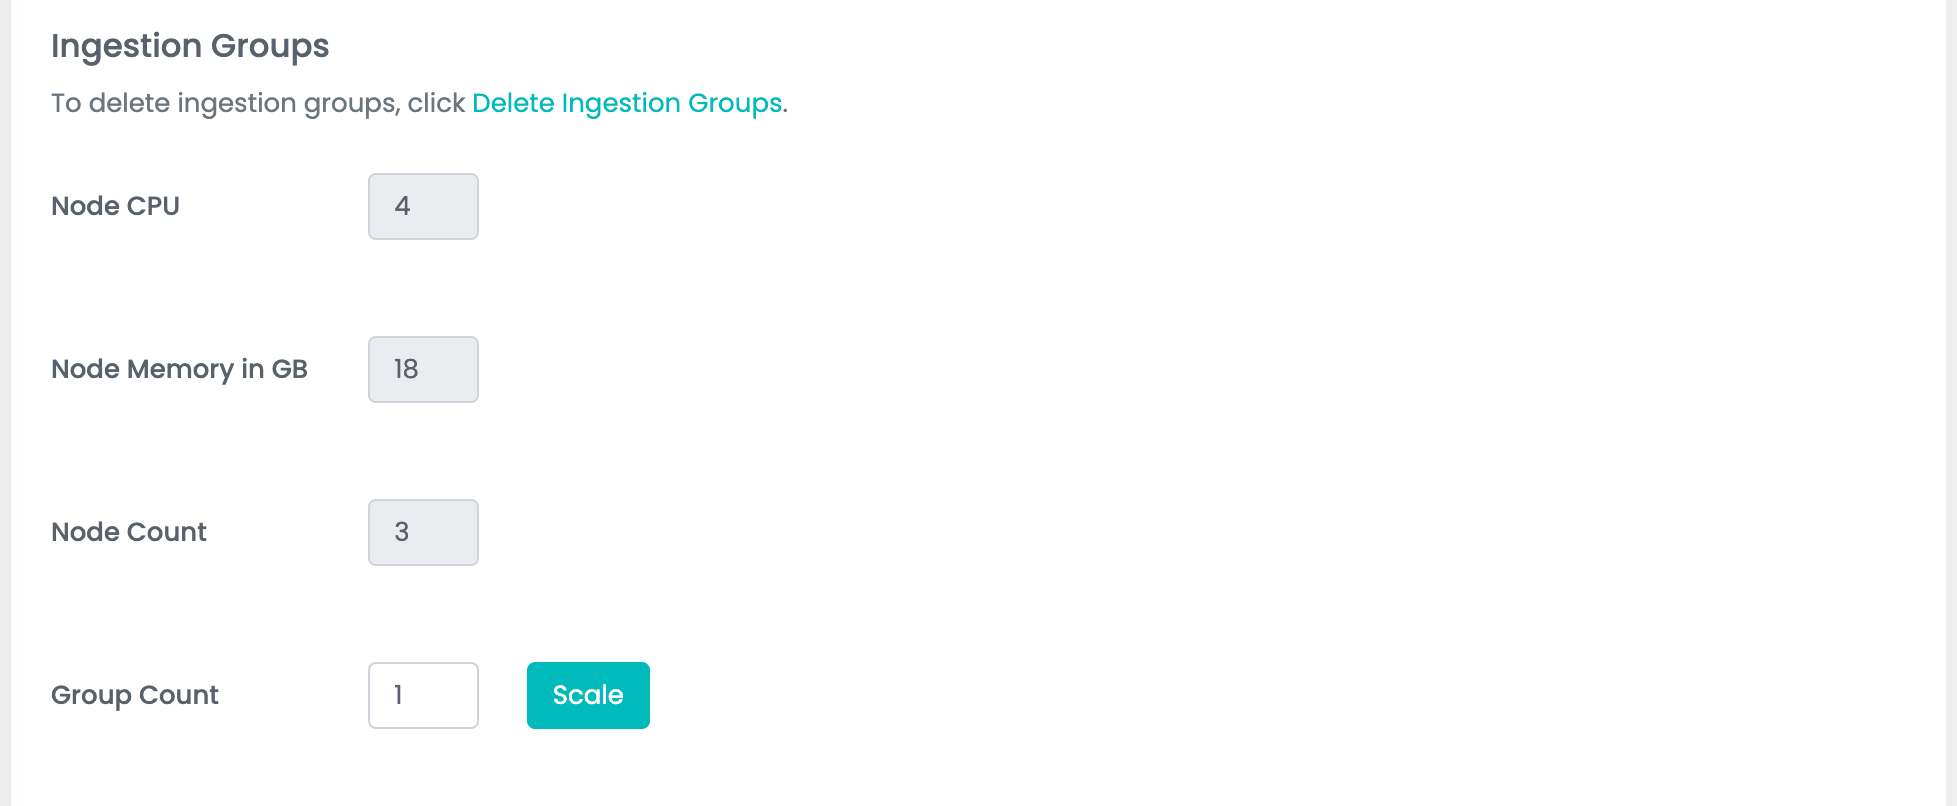 Ingestion Groups
To delete ingestion groups, click Delete Ingestion Groups.
Node CPU 4
Node Memory in GB 18
Node Count 3
Group Count 1 Scale